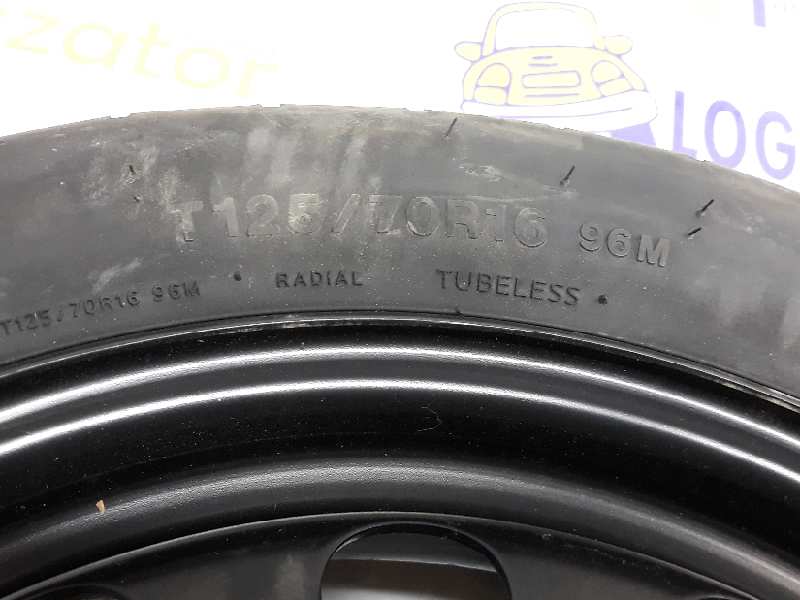 zator
LOG
T125/70R16 96M
T125/70R16 96M RADIAL TUBELESS